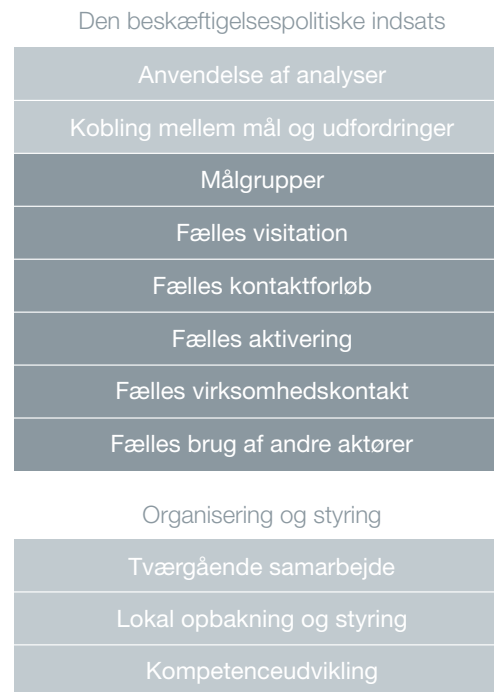 Den beskæftigelsespolitiske indsats
Anvendelse af analyser
Kobling mellem mål og udfordringer
Målgrupper
Fælles visitation
Fælles kontaktforløb
Fælles aktivering
Fælles virksomhedskontakt
Fælles brug af andre aktører
Organisering og styring
Tværgående samarbejde
Lokal opbakning og styring
Kompetenceudvikling